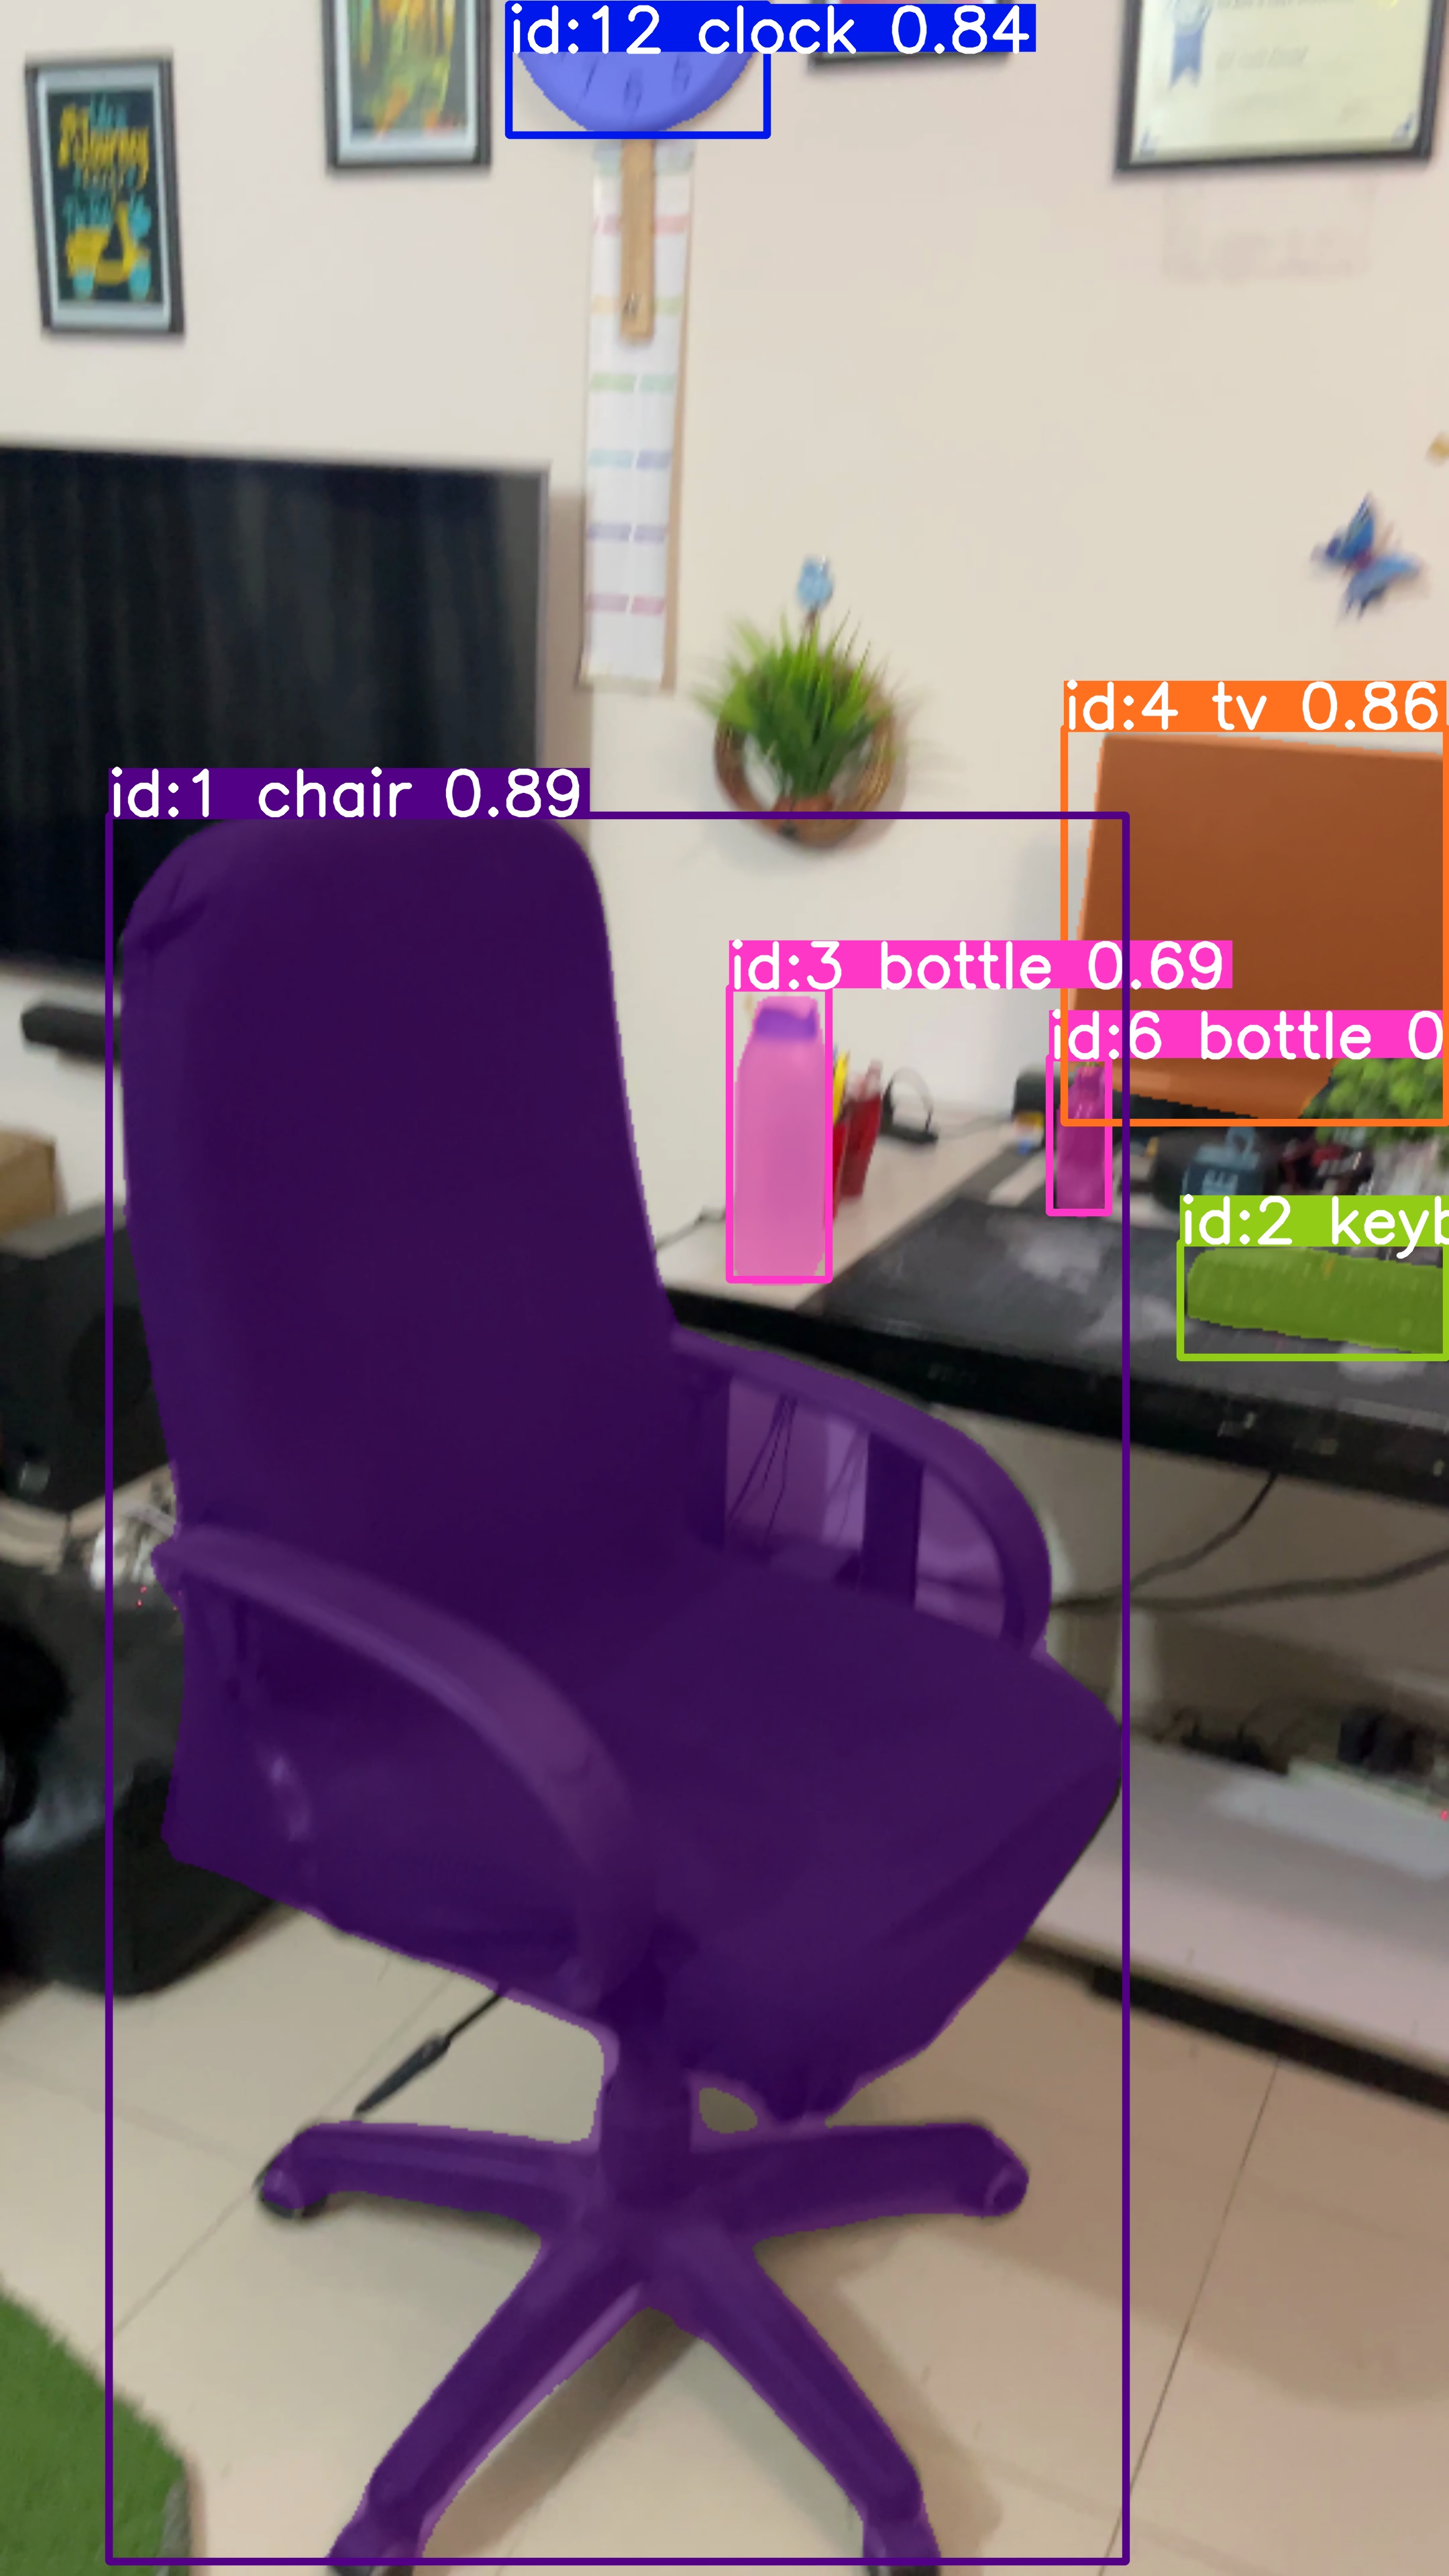 id:12 clock 0.84
Journey
id:4 tv 0.86
id:1 chair 0.89
id:3 bottle 0.69
id:6 bottle 0
id:2 keyb